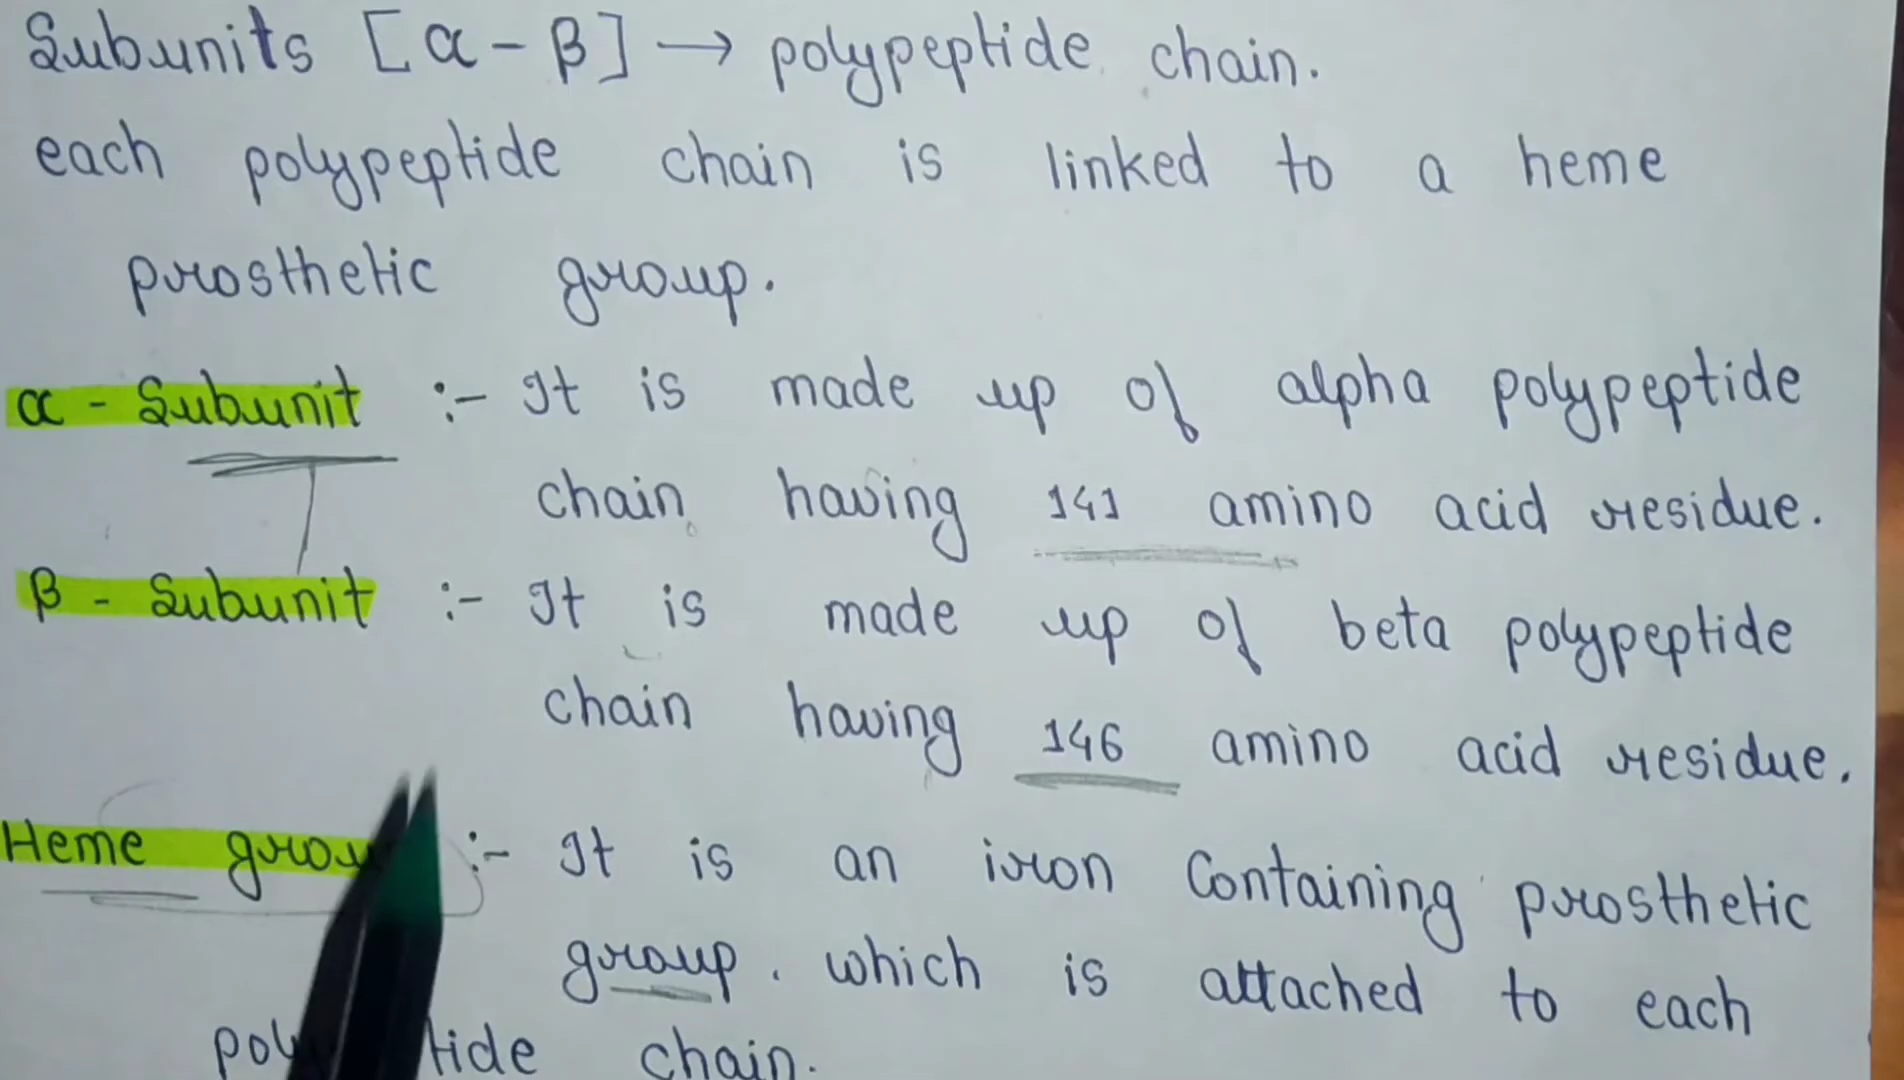 Subunits [α - β] → polypeptide chain.
each polypeptide chain is linked to a heme
prosthetic group.
α - Subunit :- It is made up of alpha polypeptide
chain having 141 amino acid residue.
β - Subunit :- It is made up of beta polypeptide
chain having 146 amino acid residue.
Heme :- It is an iron Containing prosthetic
group. which is attached to each
chain.